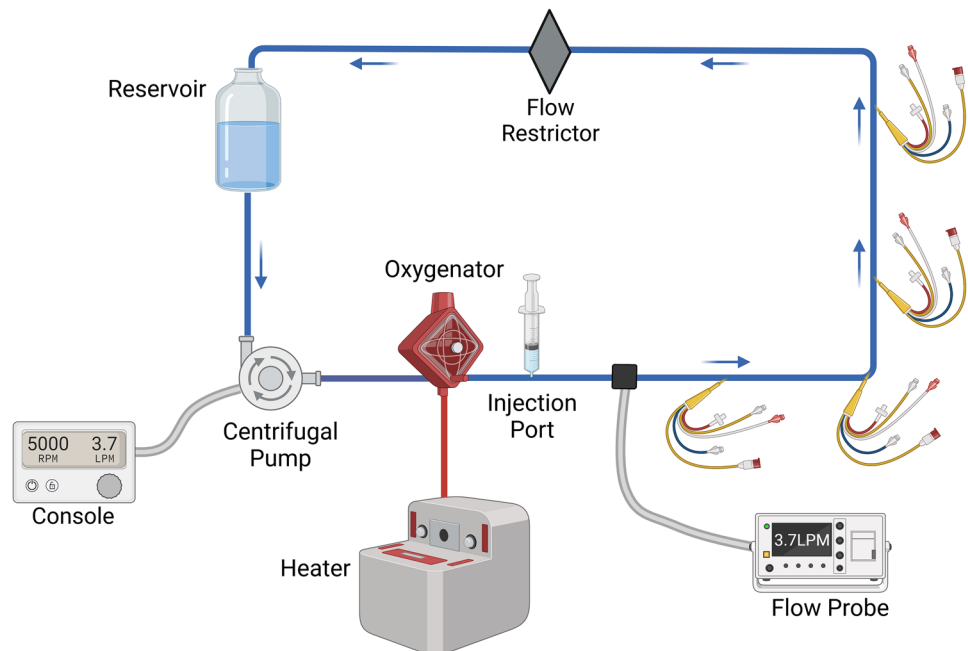 Reservoir
Flow
Restrictor
Oxygenator
Injection
Port
Centrifugal
Pump
5000 3.7
RPM LPM
Console
Heater
3.7LPM
Flow Probe